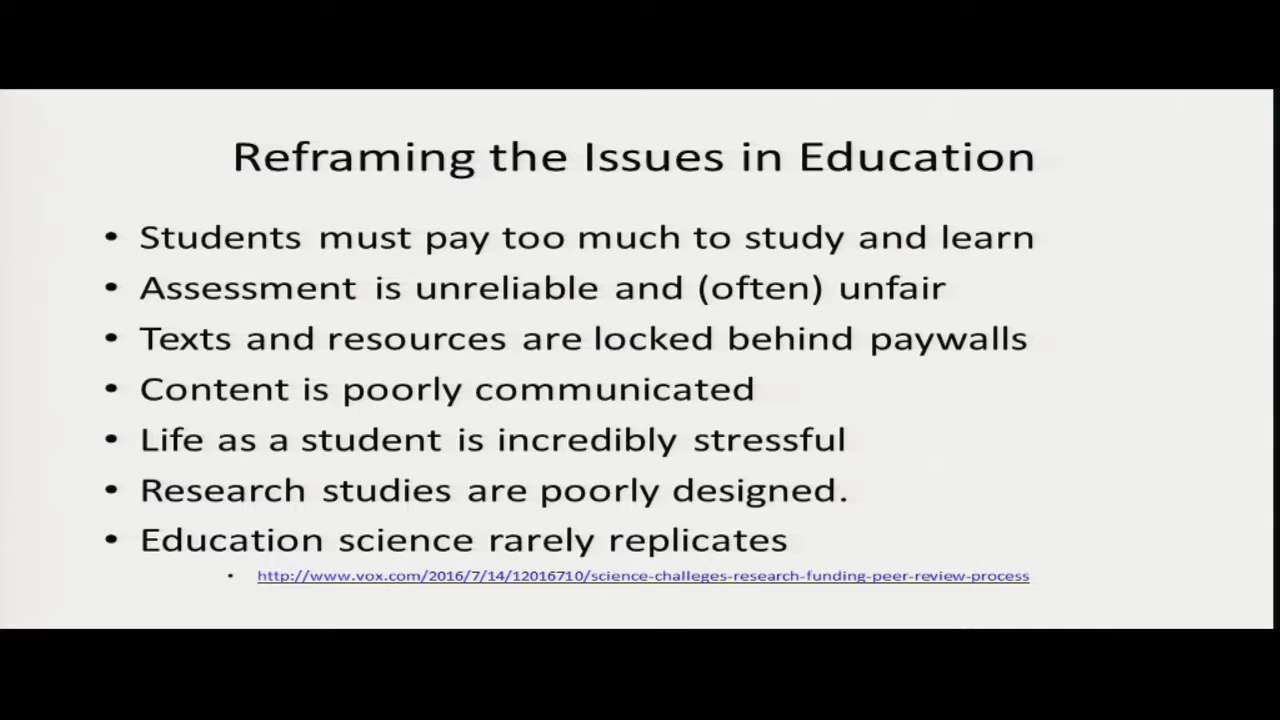 Reframing the Issues in Education
• Students must pay too much to study and learn
• Assessment is unreliable and (often) unfair
• Texts and resources are locked behind paywalls
• Content is poorly communicated
• Life as a student is incredibly stressful
• Research studies are poorly designed.
• Education science rarely replicates
• http://www.vox.com/2016/7/14/12016710/science-challeges-research-funding-peer-review-process